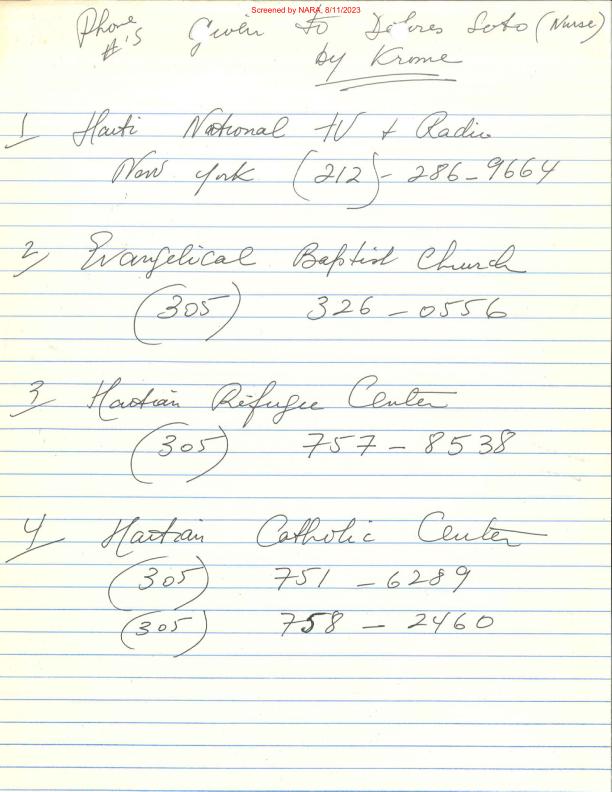 Screened by NARA, 8/11/2023
Phone #'s Given to Dolores Soto (Nurse)
by Krome
1 Haiti National TV + Radio
New York (212) - 286-9664
2 Evangelical Baptist Church
(305) 326-0556
3 Haitian Refugee Center
(305) 757-8538
4 Haitian Catholic Center
(305) 751-6289
(305) 758-2460